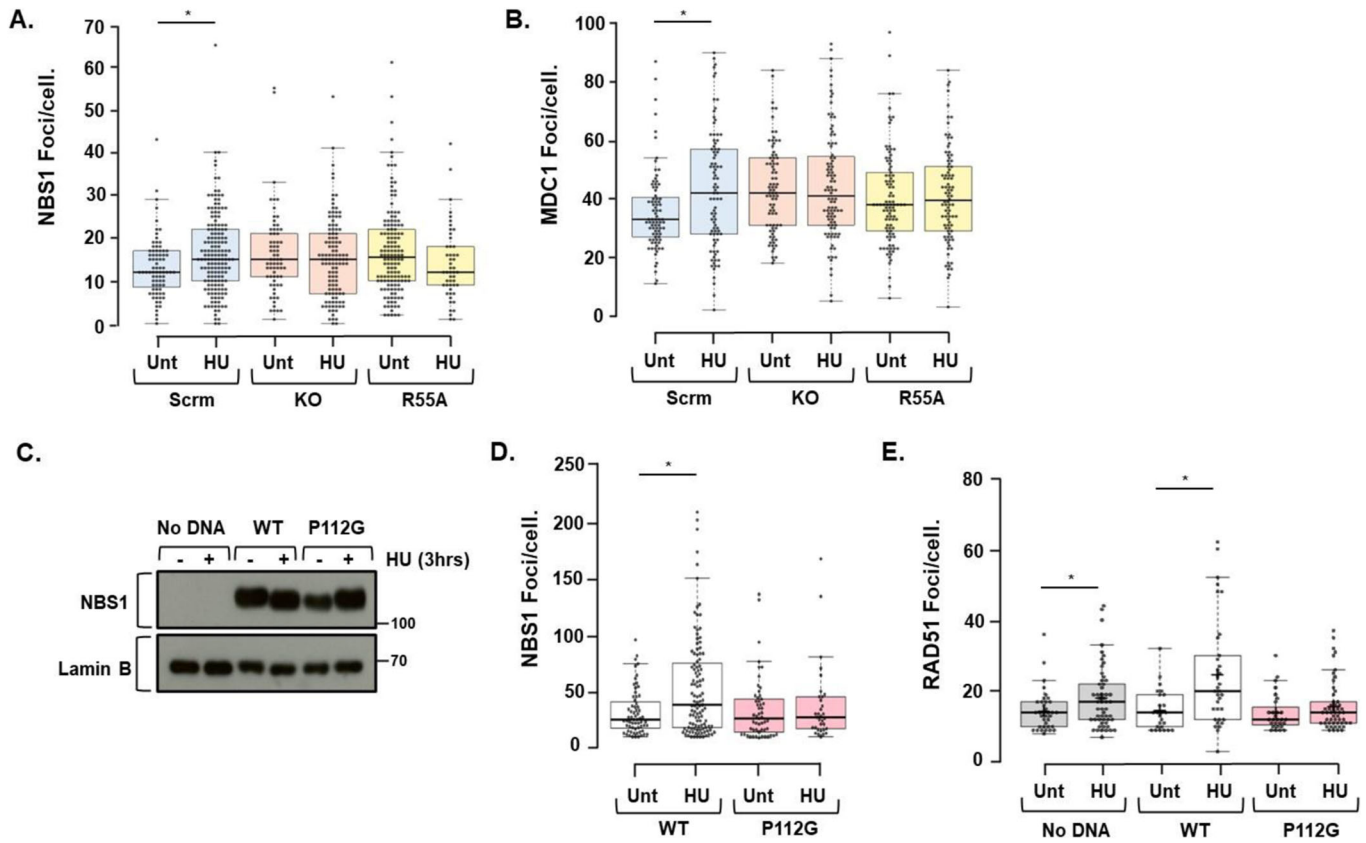 A.
NBS1 Foci/cell.
70
60
50
40
30
20
10
0
*
Unt HU Unt HU Unt HU
Scrm KO R55A
B.
MDC1 Foci/cell.
100
80
60
40
20
0
*
Unt HU Unt HU Unt HU
Scrm KO R55A
C.
No DNA WT P112G
- + - + - + HU (3hrs)
NBS1
100
Lamin B
70
D.
NBS1 Foci/cell.
250
200
150
100
50
0
*
Unt HU Unt HU
WT P112G
E.
RAD51 Foci/cell.
80
60
40
20
0
*
*
Unt HU Unt HU Unt HU
No DNA WT P112G